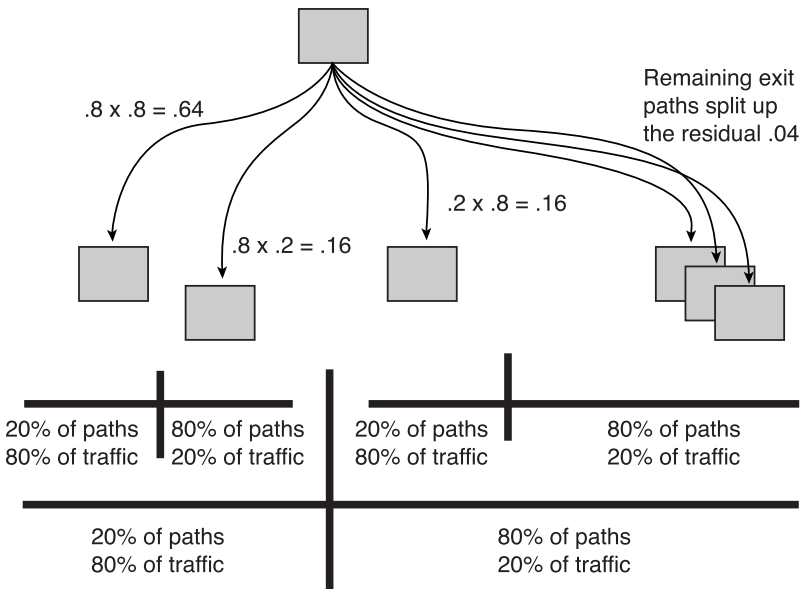 Remaining exit
paths split up
the residual .04
.8 x .8 = .64
.2 x .8 = .16
.8 x .2 = .16
20% of paths
80% of traffic
80% of paths
20% of traffic
20% of paths
80% of traffic
80% of paths
20% of traffic
20% of paths
80% of traffic
80% of paths
20% of traffic